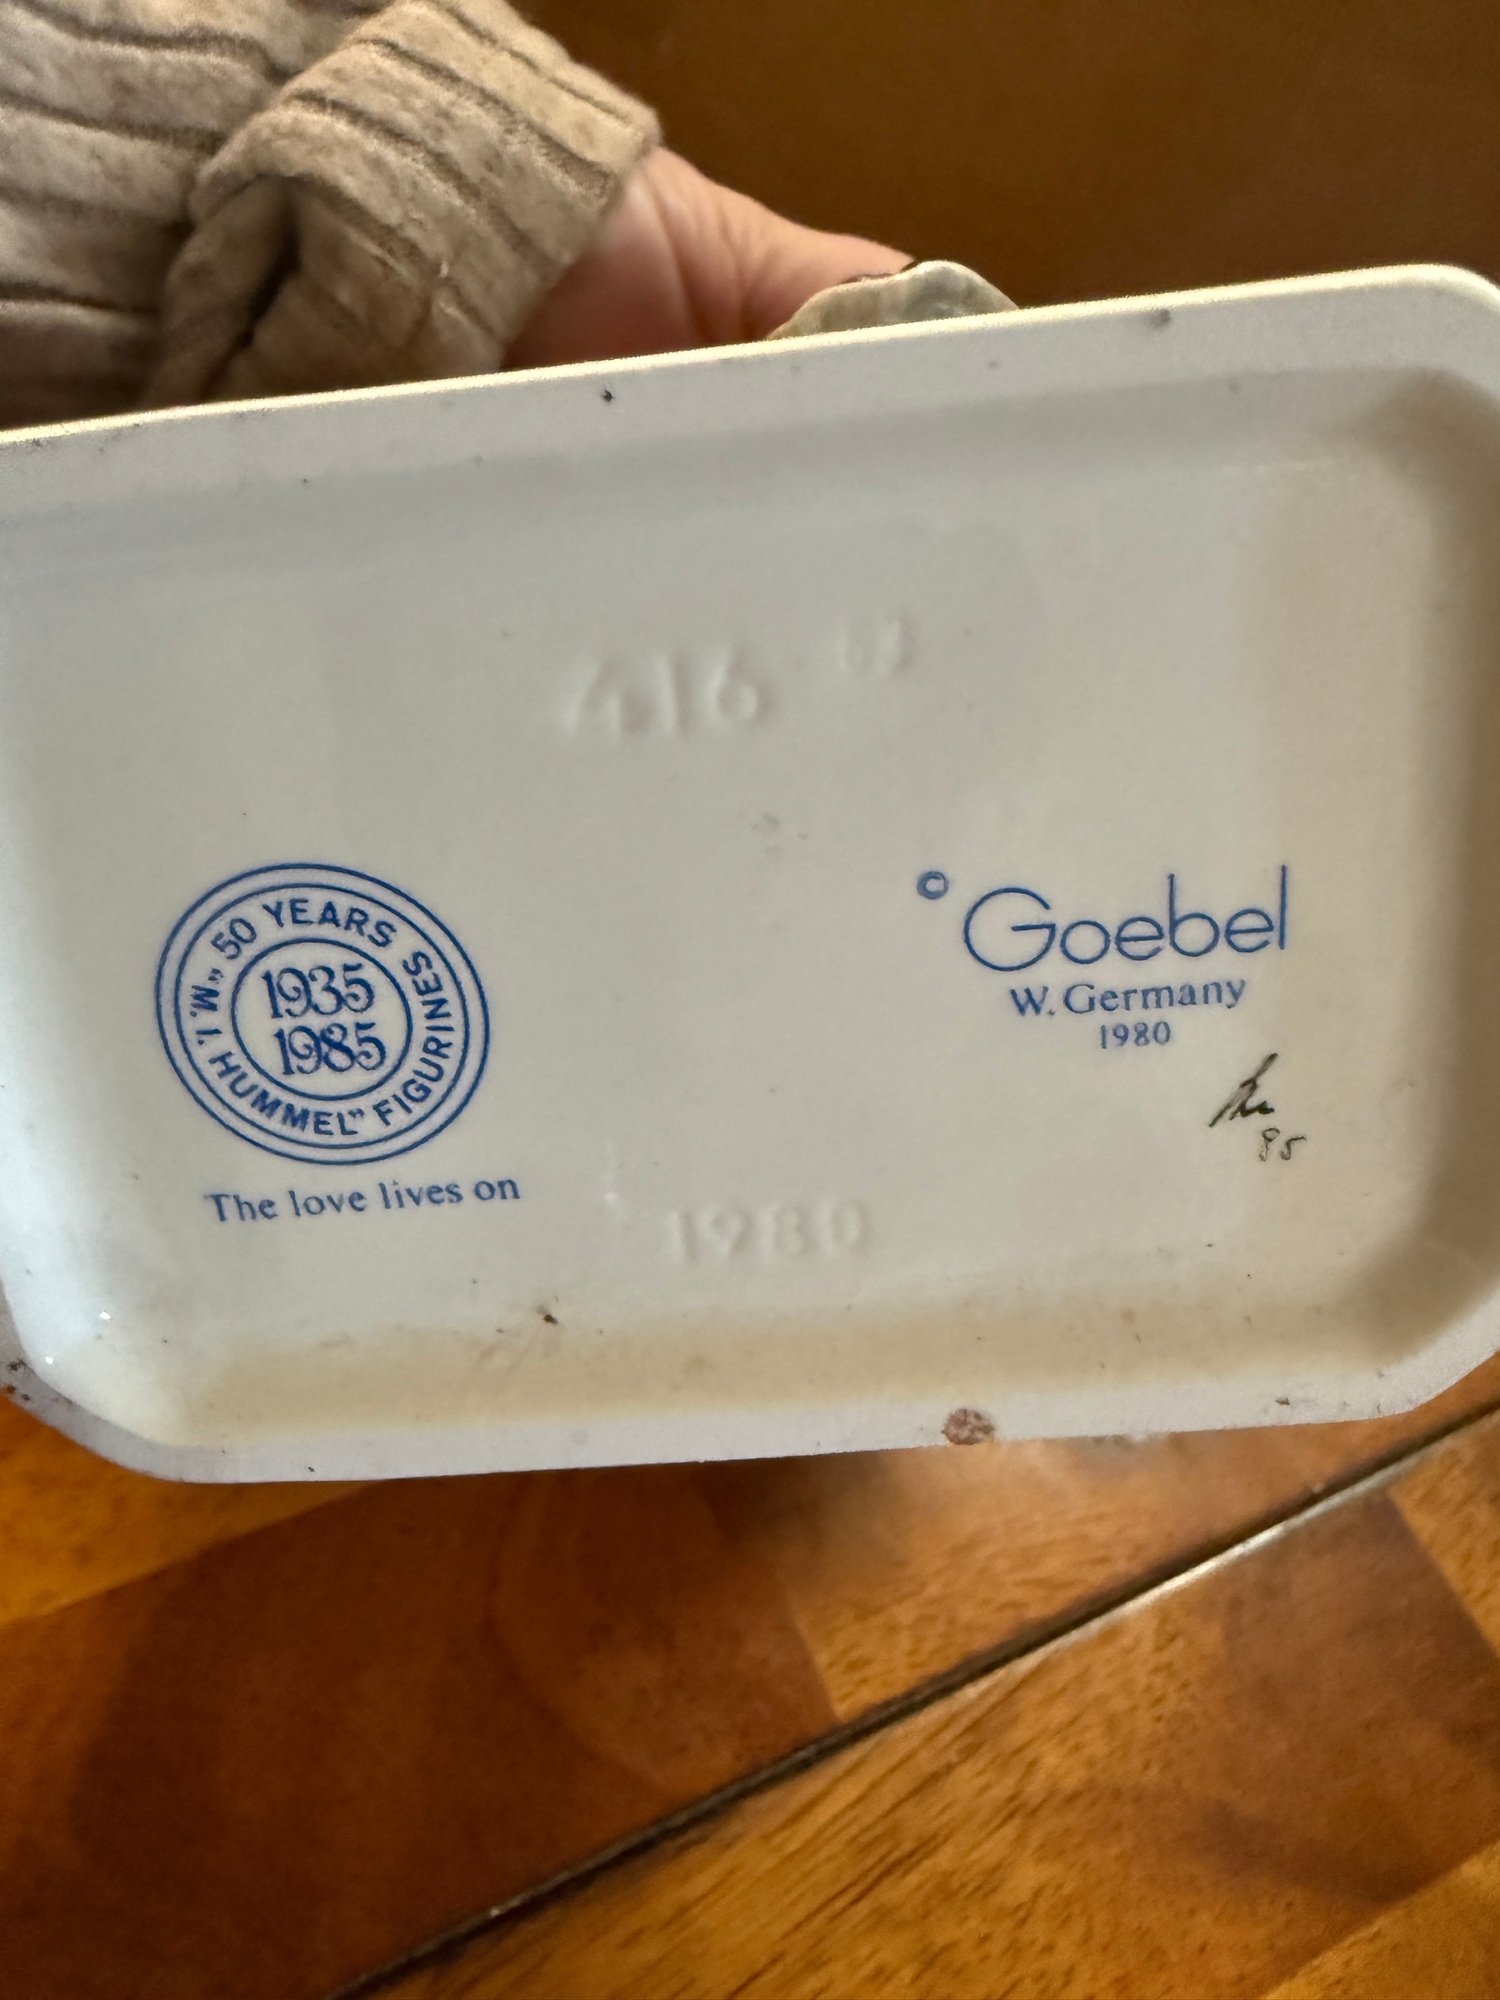 416
50 YEARS "M. I. HUMMEL" FIGURINES
1935
1985
The love lives on
© Goebel
W. Germany
1980
85
1980